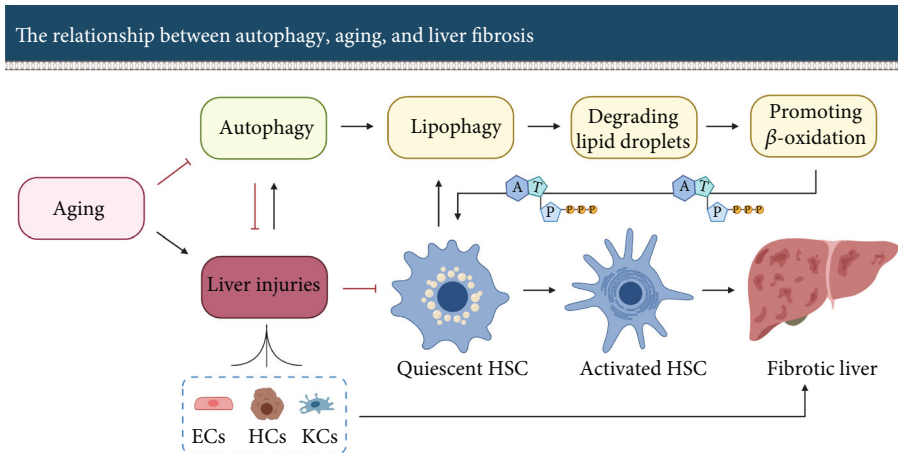 The relationship between autophagy, aging, and liver fibrosis
Autophagy
Lipophagy
Degrading
lipid droplets
Promoting
β-oxidation
Aging
A T
P P P P
A T
P P P P
Liver injuries
Quiescent HSC
Activated HSC
Fibrotic liver
ECs
HCs
KCs